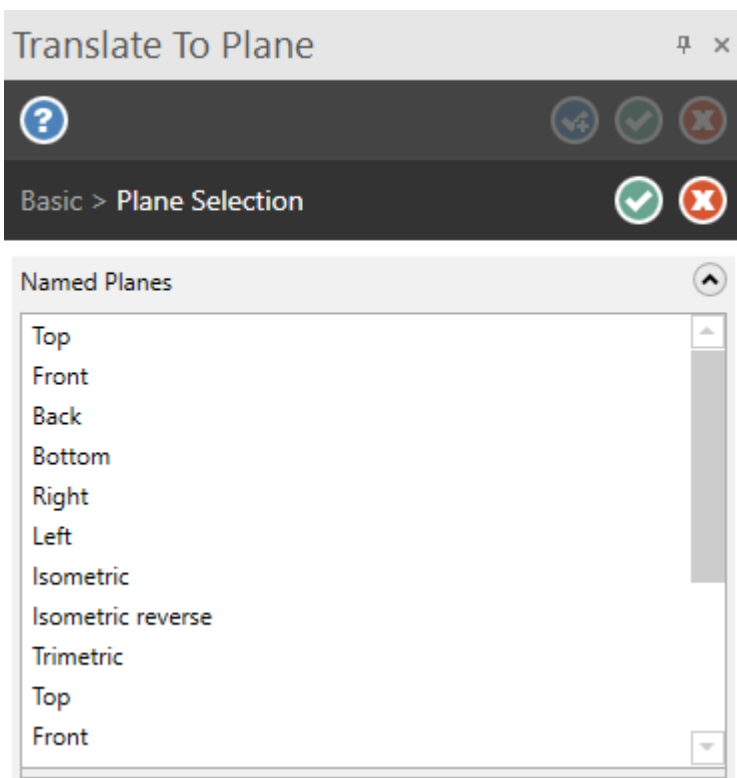 Translate To Plane
Basic > Plane Selection
Named Planes
Top
Front
Back
Bottom
Right
Left
Isometric
Isometric reverse
Trimetric
Top
Front